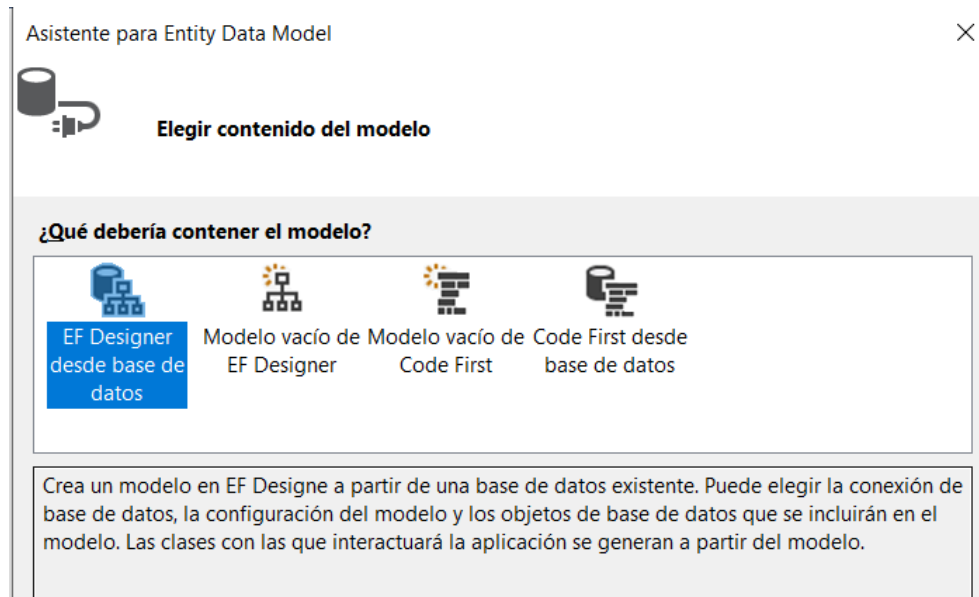 Asistente para Entity Data Model
Elegir contenido del modelo
¿Qué debería contener el modelo?
EF Designer
desde base de
datos
Modelo vacío de
EF Designer
Modelo vacío de
Code First
Code First desde
base de datos
Crea un modelo en EF Designe a partir de una base de datos existente. Puede elegir la conexión de
base de datos, la configuración del modelo y los objetos de base de datos que se incluirán en el
modelo. Las clases con las que interactuará la aplicación se generan a partir del modelo.